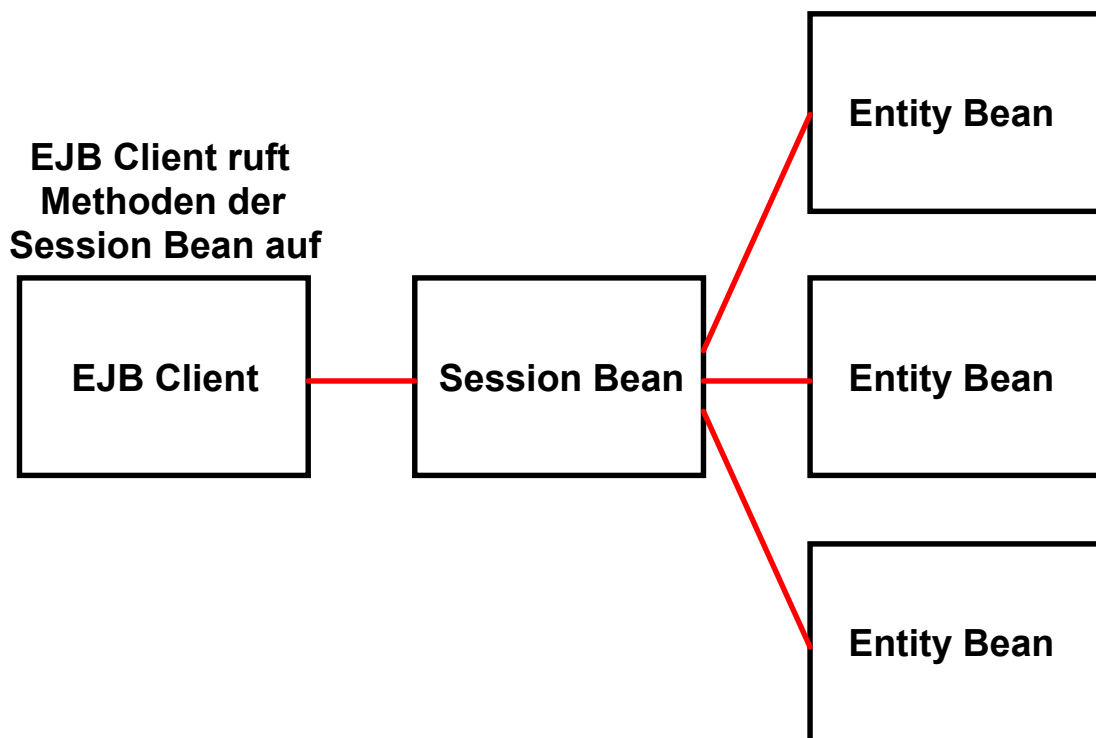 Entity Bean
EJB Client ruft
Methoden der
Session Bean auf
EJB Client
Session Bean
Entity Bean
Entity Bean